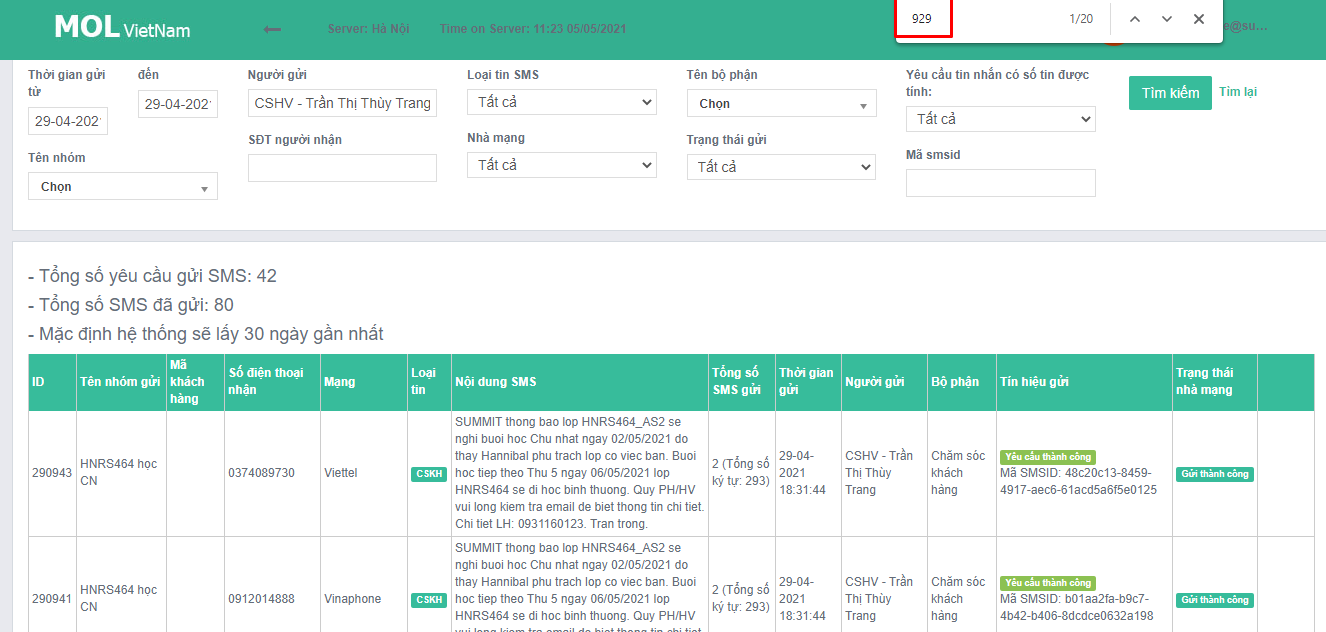 MOL VietNam
Server: Hà Nội
Time on Server: 11:23 05/05/2021
929
1/20
e@su...
Thời gian gửi từ
đến
Người gửi
Loại tin SMS
Tên bộ phận
Yêu cầu tin nhắn có số tin được tính:
29-04-202
29-04-202
CSHV - Trần Thị Thùy Trang
Tất cả
Chọn
Tất cả
Tìm kiếm
Tìm lại
Tên nhóm
SĐT người nhận
Nhà mạng
Trạng thái gửi
Mã smsid
Chọn
Tất cả
Tất cả
- Tổng số yêu cầu gửi SMS: 42
- Tổng số SMS đã gửi: 80
- Mặc định hệ thống sẽ lấy 30 ngày gần nhất
ID
Tên nhóm gửi
Mã khách hàng
Số điện thoại nhận
Mạng
Loại tin
Nội dung SMS
Tổng số SMS gửi
Thời gian gửi
Người gửi
Bộ phận
Tín hiệu gửi
Trạng thái nhà mạng
290943
HNRS464 học CN
0374089730
Viettel
CSKH
SUMMIT thong bao lop HNRS464_AS2 se
nghi buoi hoc Chu nhat ngay 02/05/2021 do
thay Hannibal phu trach lop co viec ban. Buoi
hoc tiep theo Thu 5 ngay 06/05/2021 lop
HNRS464 se di hoc binh thuong. Quy PH/HV
vui long kiem tra email de biet thong tin chi tiet.
Chi tiet LH: 0931160123. Tran trong.
2 (Tổng số ký tự: 293)
29-04-2021 18:31:44
CSHV - Trần Thị Thùy Trang
Chăm sóc khách hàng
Yêu cầu thành công
Mã SMSID: 48c20c13-8459-
4917-aec6-61acd5a6f5e0125
Gửi thành công
290941
HNRS464 học CN
0912014888
Vinaphone
CSKH
SUMMIT thong bao lop HNRS464_AS2 se
nghi buoi hoc Chu nhat ngay 02/05/2021 do
thay Hannibal phu trach lop co viec ban. Buoi
hoc tiep theo Thu 5 ngay 06/05/2021 lop
HNRS464 se di hoc binh thuong. Quy PH/HV
vui long kiem tra email de biet thong tin chi tiet.
2 (Tổng số ký tự: 293)
29-04-2021 18:31:44
CSHV - Trần Thị Thùy Trang
Chăm sóc khách hàng
Yêu cầu thành công
Mã SMSID: b01aa2fa-b9c7-
4b42-b406-8dcdce0632a198
Gửi thành công